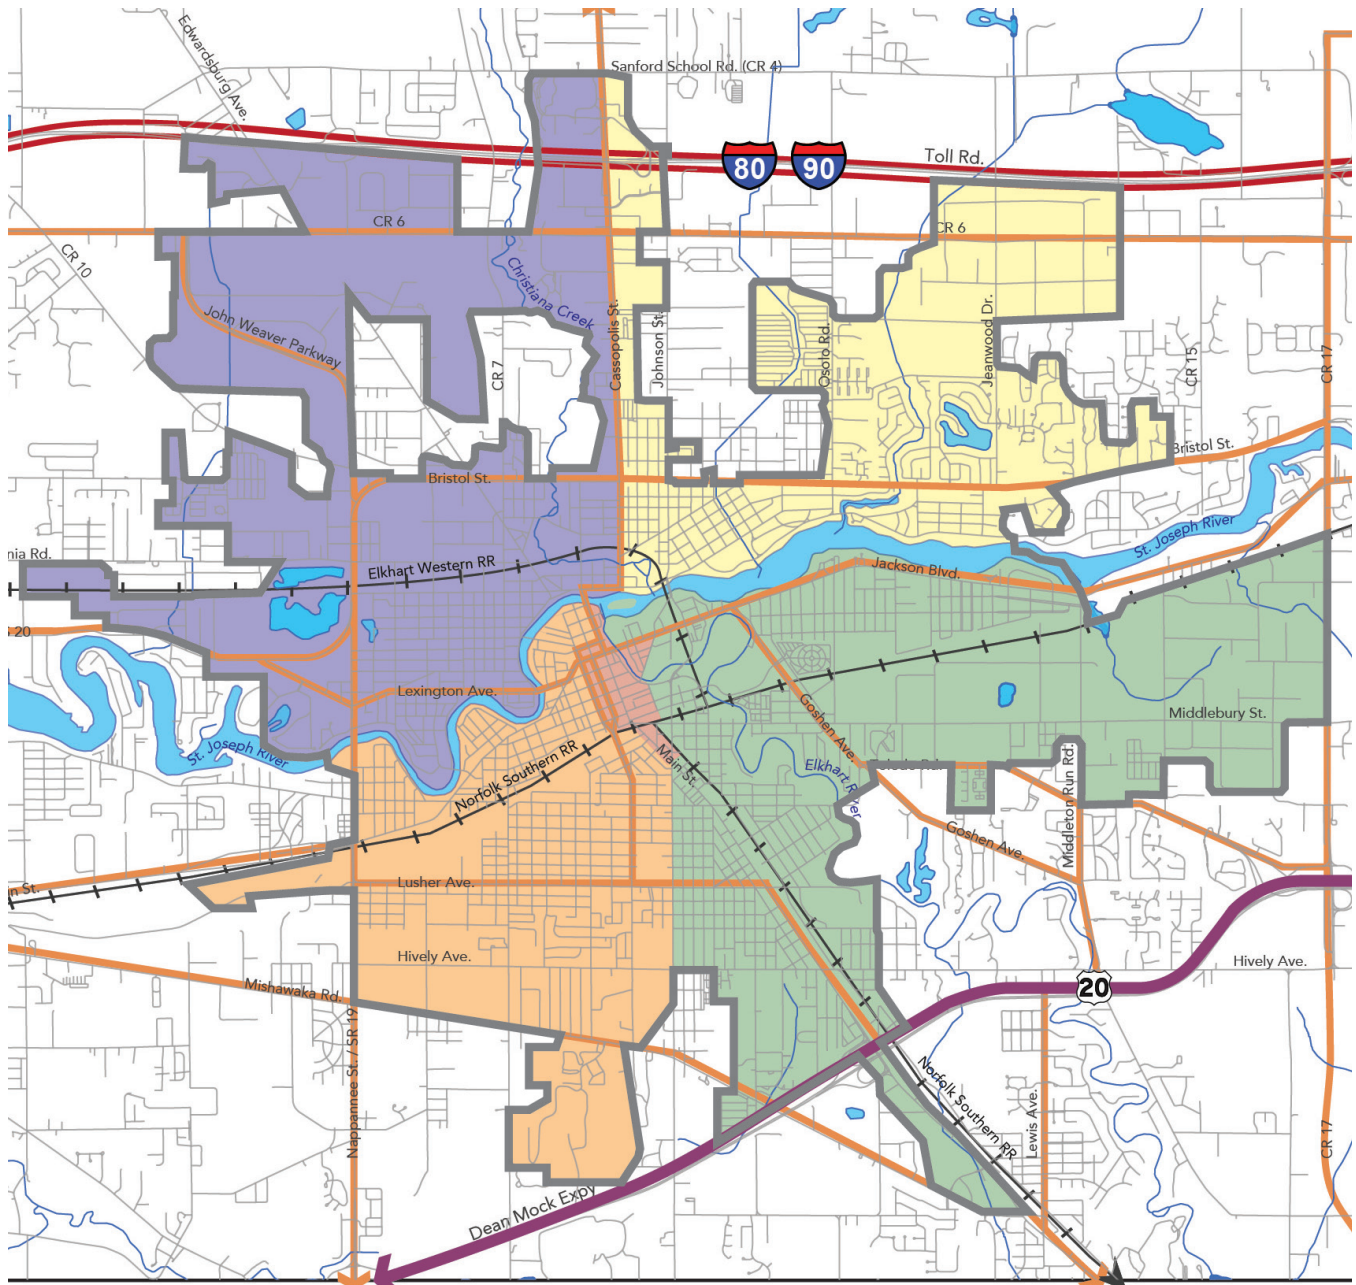 Edwardsburg Ave.
Sanford School Rd. (CR 4)
80
90
Toll Rd.
CR 6
CR 6
CR 10
Christiana Creek
John Weaver Parkway
Cassopolis St.
Johnson St.
CR 7
Osolo Rd.
Jeanwood Dr.
CR 15
CR 17
Bristol St.
Bristol St.
St. Joseph River
nia Rd.
Elkhart Western RR
Jackson Blvd.
20
Lexington Ave.
Goshen Ave.
Middlebury St.
St. Joseph River
Norfolk Southern RR
Main St.
Elkhart River
Toledo Rd.
Middleton Run Rd.
Goshen Ave.
n St.
Lusher Ave.
Hively Ave.
Hively Ave.
Mishawaka Rd.
20
Nappannee St. / SR 19
Norfolk Southern RR
Lewis Ave.
CR 17
Dean Mock Expy